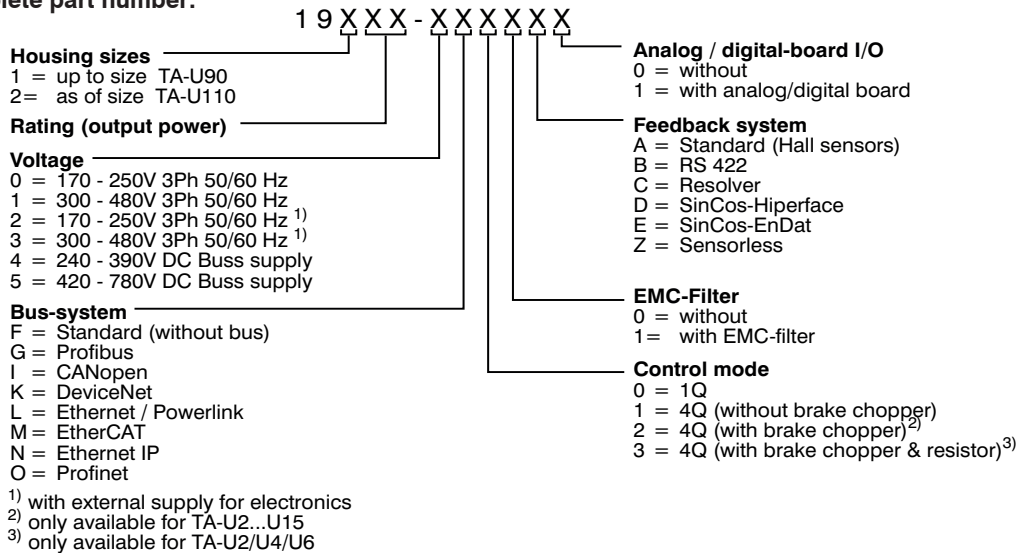 plete part number:
1 9 X X X - X X X X X X
Housing sizes
1 = up to size TA-U90
2= as of size TA-U110
Rating (output power)
Voltage
0 = 170 - 250V 3Ph 50/60 Hz
1 = 300 - 480V 3Ph 50/60 Hz
2 = 170 - 250V 3Ph 50/60 Hz 1)
3 = 300 - 480V 3Ph 50/60 Hz 1)
4 = 240 - 390V DC Buss supply
5 = 420 - 780V DC Buss supply
Bus-system
F = Standard (without bus)
G = Profibus
I = CANopen
K = DeviceNet
L = Ethernet / Powerlink
M = EtherCAT
N = Ethernet IP
O = Profinet
1) with external supply for electronics
2) only available for TA-U2...U15
3) only available for TA-U2/U4/U6
Analog / digital-board I/O
0 = without
1 = with analog/digital board
Feedback system
A = Standard (Hall sensors)
B = RS 422
C = Resolver
D = SinCos-Hiperface
E = SinCos-EnDat
Z = Sensorless
EMC-Filter
0 = without
1= with EMC-filter
Control mode
0 = 1Q
1 = 4Q (without brake chopper)
2 = 4Q (with brake chopper)2)
3 = 4Q (with brake chopper & resistor)3)